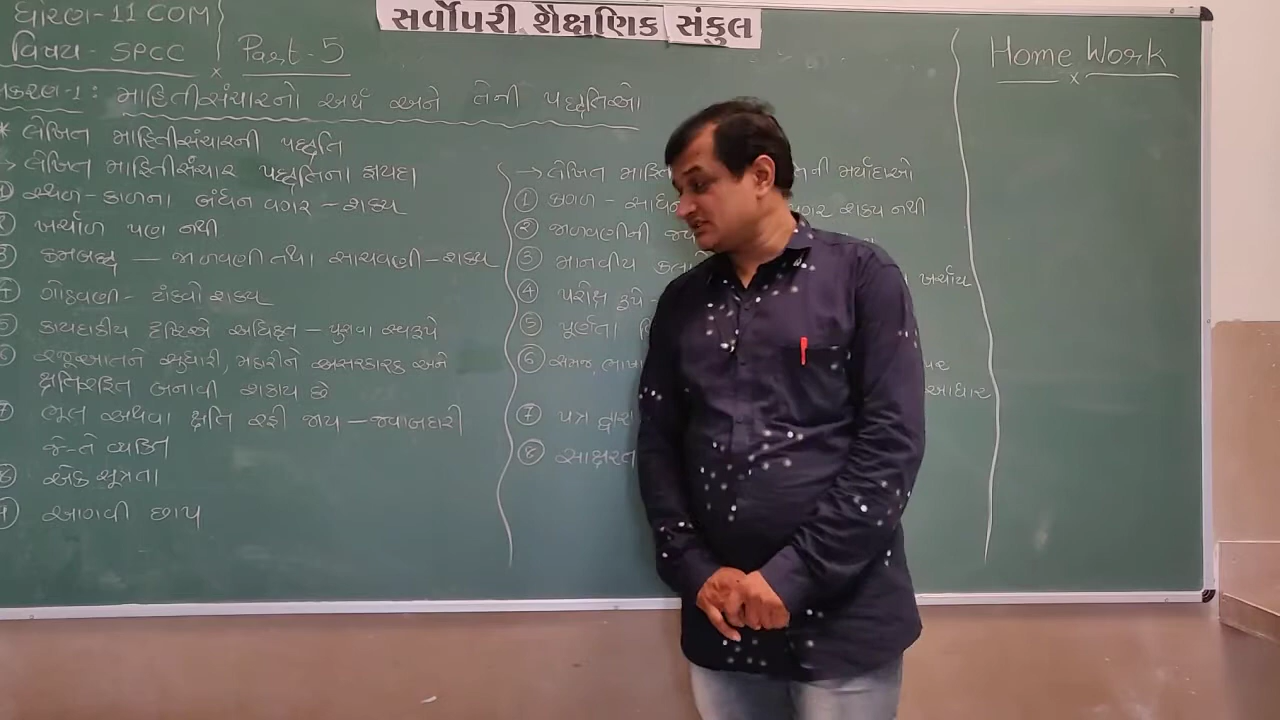 સર્વોપરી શૈક્ષણિક સંકુલ
ધોરણ-11 COM
વિષય - SPCC
Part-5
પ્રકરણ-1: માહિતીસંચારનો અર્થ અને તેની પદ્ધતિઓ
* લેખિત માહિતીસંચારની પદ્ધતિ
→ લેખિત માહિતીસંચાર પદ્ધતિના ફાયદા
① સ્થળ-કાળના બંધન વગર - શક્ય
② ખર્ચાળ પણ નથી
③ ક્રમબદ્ધ — જાળવણી તથા સાચવણી - શક્ય
④ ગોઠવણી- ટાંકવો શક્ય
⑤ કાયદાકીય દૃષ્ટિએ અધિકૃત - પુરાવા સ્વરૂપે
⑥ રજૂઆતને સુધારી, મઠારીને અસરકારક અને
ક્ષતિરહિત બનાવી શકાય છે
⑦ ભૂલ અથવા ક્ષતિ રહી જાય - જવાબદારી
જે-તે વ્યક્તિ
⑧ એક સૂત્રતા
⑨ આગવી છાપ
→ લેખિત ની મર્યાદાઓ
① કાગળ - વગર શક્ય નથી
② જાળવણીની
③ માનવીય
④ પરોક્ષ રૂપે - ખર્ચાય
⑤ પૂર્ણતા
⑥ સમજ, ભાષા પર
આધાર
⑦ પત્ર દ્વારા
⑧
Home Work